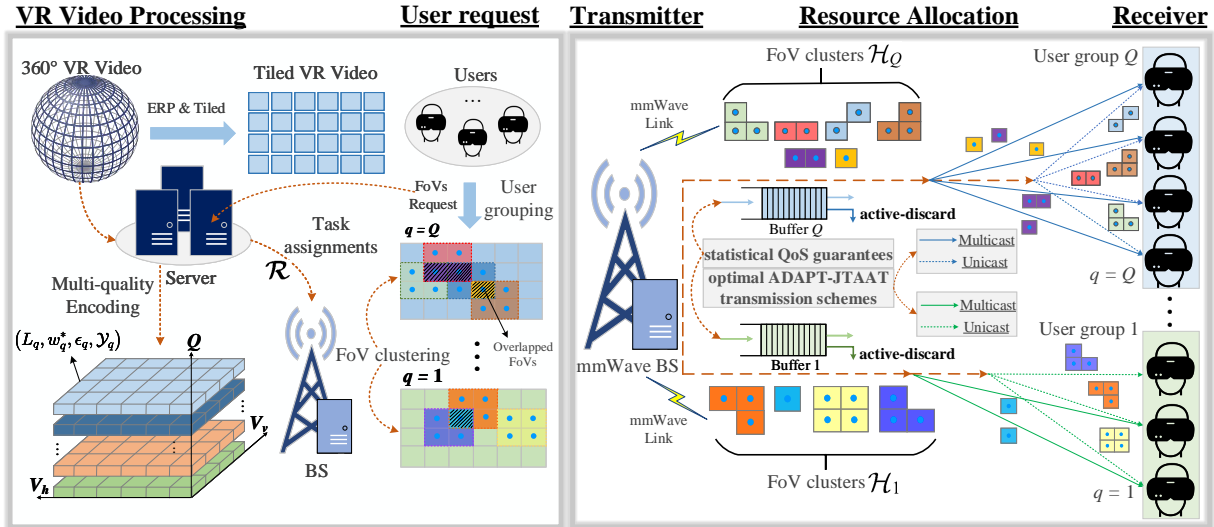 VR Video Processing
User request
Transmitter
Resource Allocation
Receiver
360° VR Video
Tiled VR Video
Users
...
ERP & Tiled
FoVs
Request
User
grouping
Task
assignments
Server
ℛ
Multi-quality
Encoding
(L_q, w_q^*, ϵ_q, 𝒴_q)
Q
V_v
V_h
q = Q
Overlapped
FoVs
FoV clustering
q = 1
BS
FoV clusters ℋ_Q
User group Q
mmWave
Link
active-discard
Buffer Q
statistical QoS guarantees
optimal ADAPT-JTAAT
transmission schemes
Multicast
Unicast
q = Q
Multicast
Unicast
User group 1
active-discard
Buffer 1
mmWave BS
mmWave
Link
FoV clusters ℋ_1
q = 1